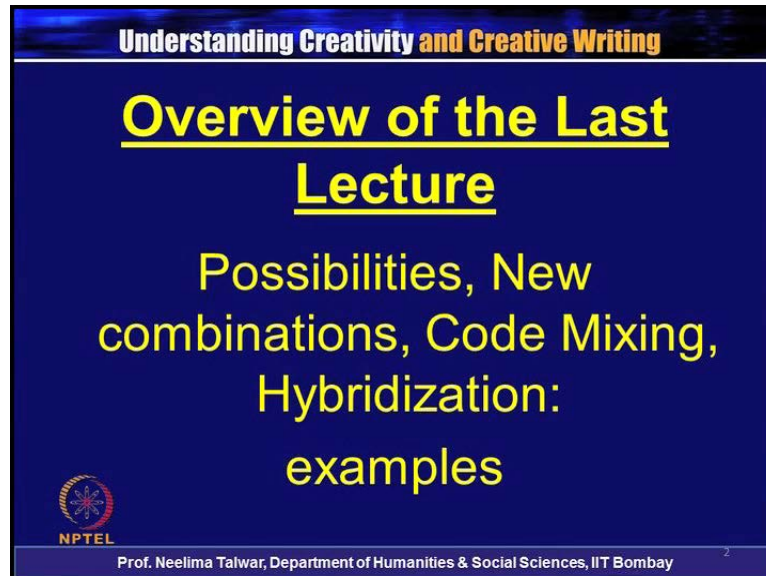 Understanding Creativity and Creative Writing
Overview of the Last
Lecture
Possibilities, New
combinations, Code Mixing,
Hybridization:
examples
NPTEL
Prof. Neelima Talwar, Department of Humanities & Social Sciences, IIT Bombay
2